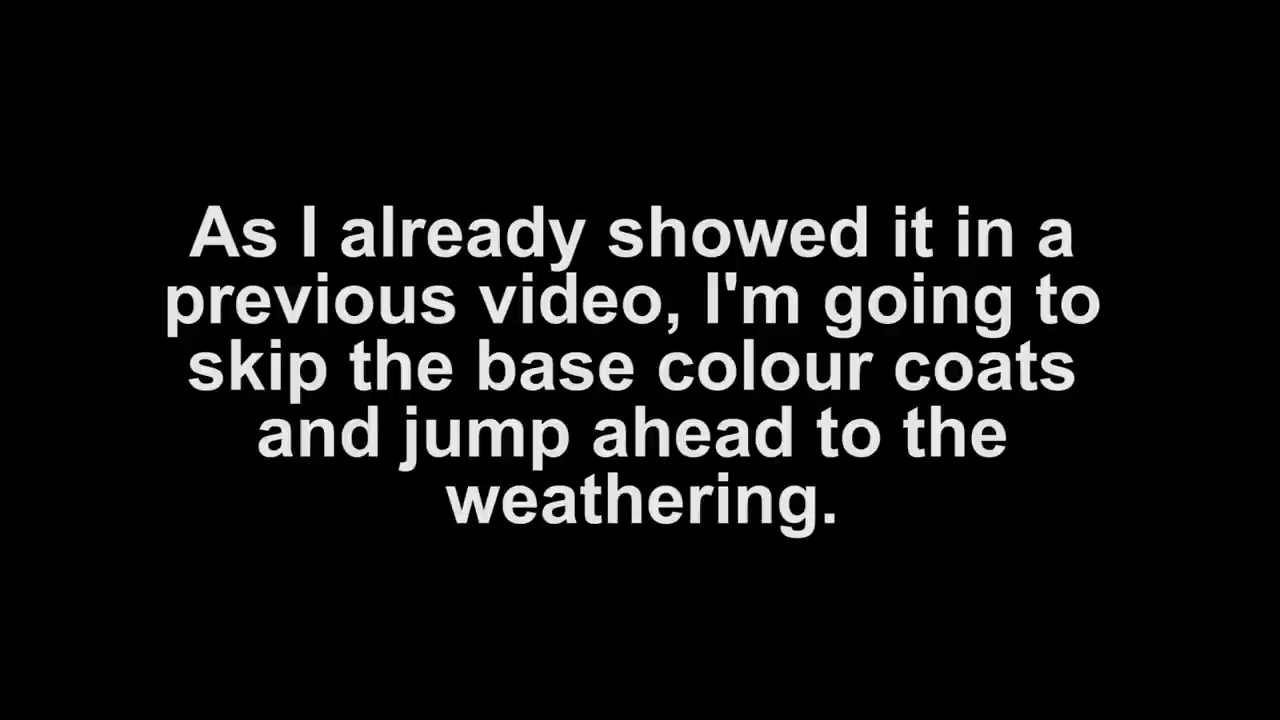 As I already showed it in a
previous video, I'm going to
skip the base colour coats
and jump ahead to the
weathering.